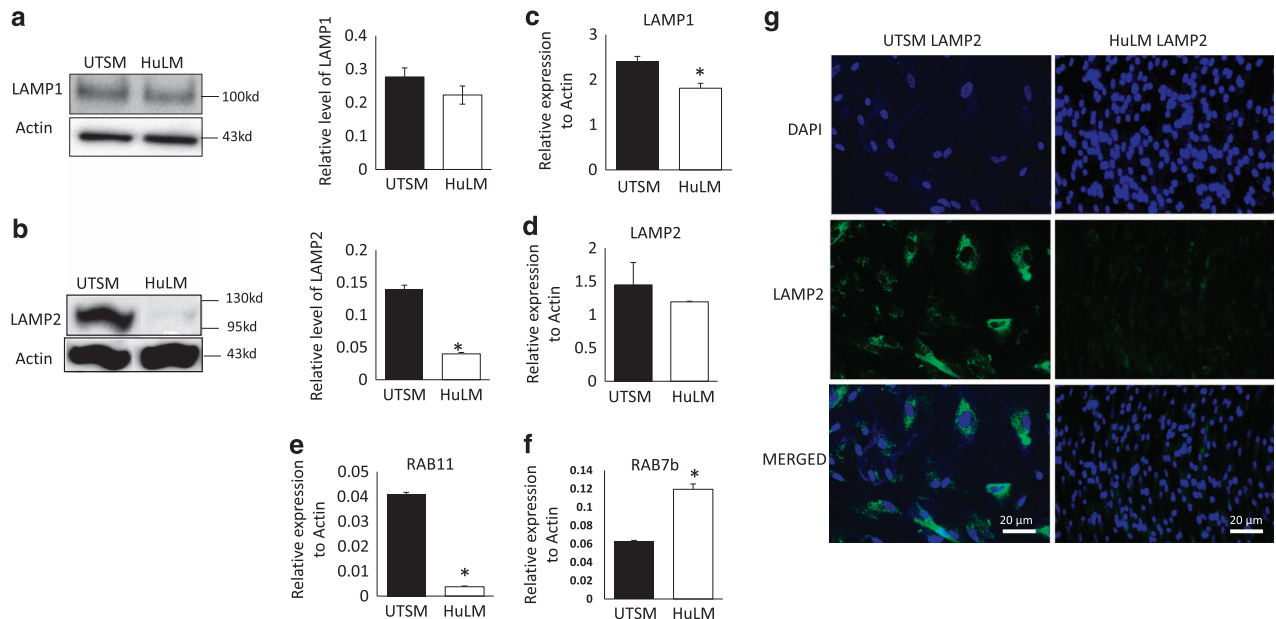 a
UTSM HuLM
LAMP1
100kd
Actin
43kd
Relative level of LAMP1
0.4
0.3
0.2
0.1
0
UTSM HuLM
c
LAMP1
Relative expression
to Actin
3
2
1
0
*
UTSM HuLM
g
UTSM LAMP2
HuLM LAMP2
DAPI
LAMP2
MERGED
20 µm
20 µm
b
UTSM HuLM
130kd
LAMP2
95kd
Actin
43kd
Relative level of LAMP2
0.2
0.15
0.1
0.05
0
*
UTSM HuLM
d
LAMP2
Relative expression
to Actin
2
1.5
1
0.5
0
UTSM HuLM
e
RAB11
Relative expression
to Actin
0.05
0.04
0.03
0.02
0.01
0
*
UTSM HuLM
f
RAB7b
Relative expression
to Actin
0.14
0.12
0.1
0.08
0.06
0.04
0.02
0
*
UTSM HuLM